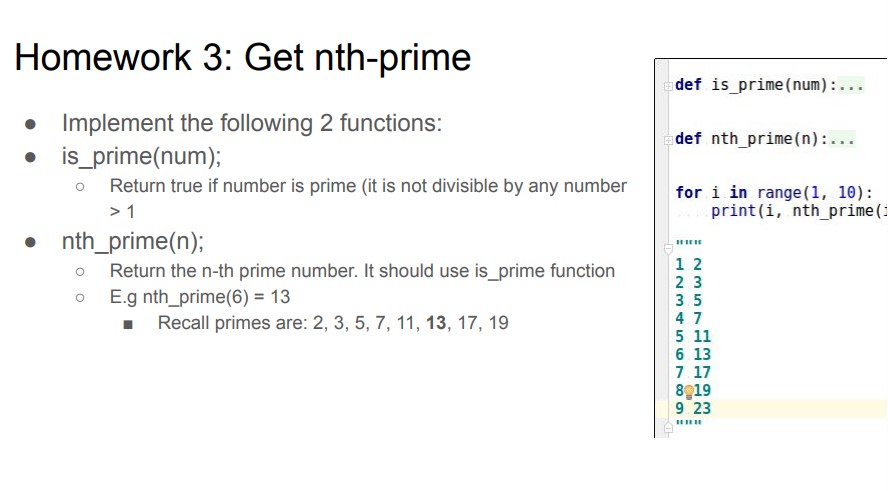 Homework 3: Get nth-prime
● Implement the following 2 functions:
● is_prime(num);
○ Return true if number is prime (it is not divisible by any number
> 1
● nth_prime(n);
○ Return the n-th prime number. It should use is_prime function
○ E.g nth_prime(6) = 13
■ Recall primes are: 2, 3, 5, 7, 11, 13, 17, 19
def is_prime(num):...
def nth_prime(n):...
for i in range(1, 10):
print(i, nth_prime(i
"""
1 2
2 3
3 5
4 7
5 11
6 13
7 17
8 19
9 23
"""